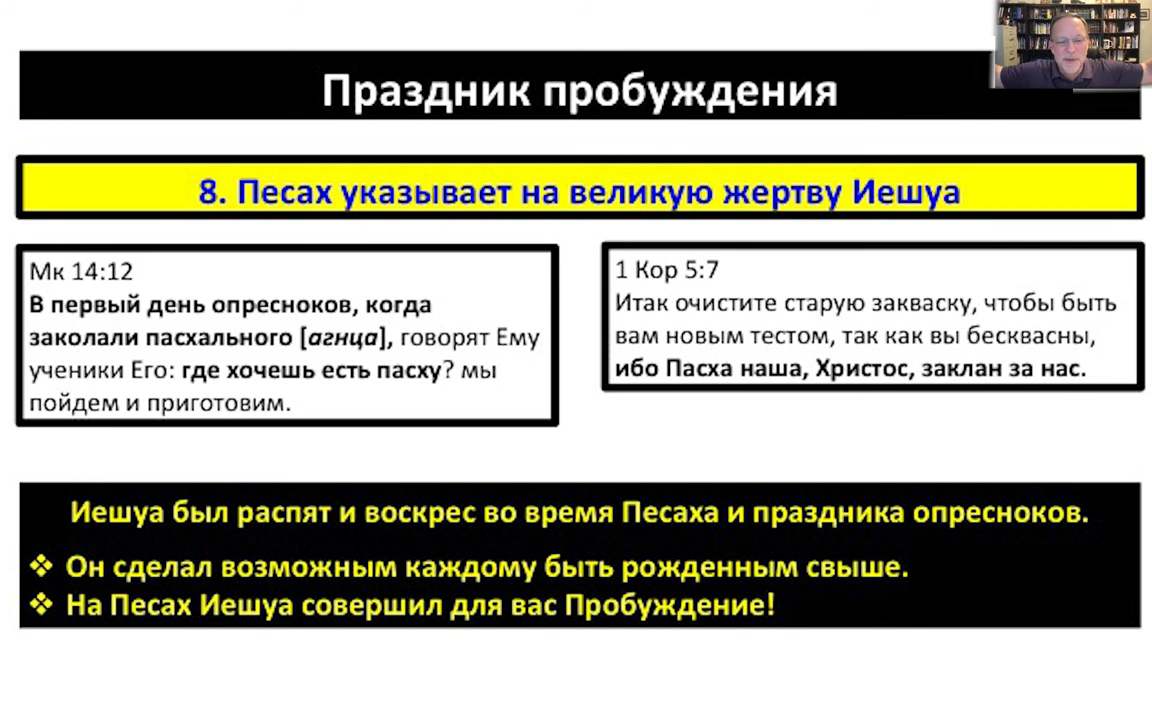 Праздник пробуждения
8. Песах указывает на великую жертву Иешуа
Мк 14:12
В первый день опресноков, когда
заколали пасхального [агнца], говорят Ему
ученики Его: где хочешь есть пасху? мы
пойдем и приготовим.
1 Кор 5:7
Итак очистите старую закваску, чтобы быть
вам новым тестом, так как вы бесквасны,
ибо Пасха наша, Христос, заклан за нас.
Иешуа был распят и воскрес во время Песаха и праздника опресноков.
❖ Он сделал возможным каждому быть рожденным свыше.
❖ На Песах Иешуа совершил для вас Пробуждение!